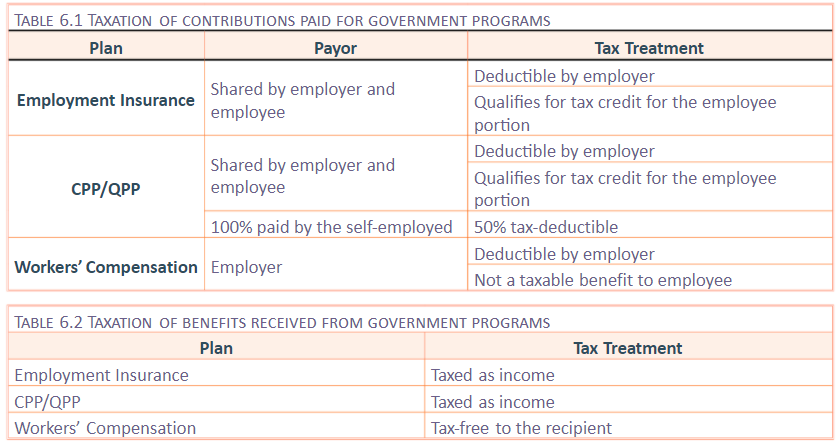 TABLE 6.1 TAXATION OF CONTRIBUTIONS PAID FOR GOVERNMENT PROGRAMS
Plan Payor Tax Treatment
Employment Insurance
Shared by employer and
employee
Deductible by employer
Qualifies for tax credit for the employee
portion
CPP/QPP
Shared by employer and
employee
Deductible by employer
Qualifies for tax credit for the employee
portion
100% paid by the self-employed 50% tax-deductible
Workers' Compensation Employer
Deductible by employer
Not a taxable benefit to employee
TABLE 6.2 TAXATION OF BENEFITS RECEIVED FROM GOVERNMENT PROGRAMS
Plan Tax Treatment
Employment Insurance Taxed as income
CPP/QPP Taxed as income
Workers' Compensation Tax-free to the recipient